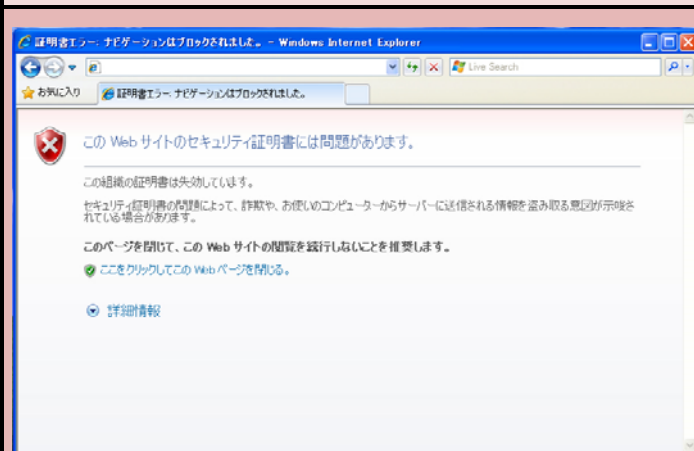 証明書エラー: ナビゲーションはブロックされました。 - Windows Internet Explorer
Live Search
お気に入り
証明書エラー: ナビゲーションはブロックされました。
この Web サイトのセキュリティ証明書には問題があります。
この組織の証明書は失効しています。
セキュリティ証明書の問題によって、詐欺や、お使いのコンピューターからサーバーに送信される情報を盗み取る意図が示唆さ
れている場合があります。
このページを閉じて、この Web サイトの閲覧を続行しないことを推奨します。
ここをクリックしてこの Web ページを閉じる。
詳細情報